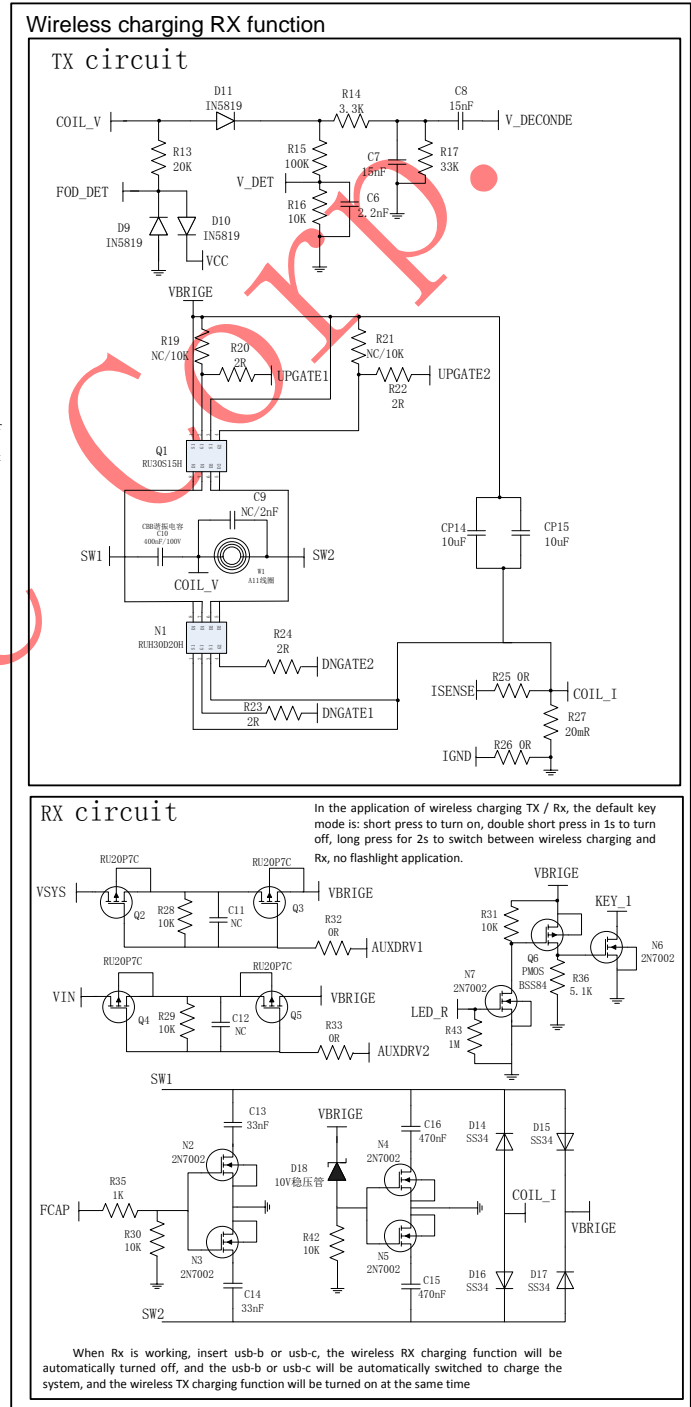 Wireless charging RX function
TX circuit
D11
IN5819
R14
3.3K
C8
15nF
COIL_V
V_DECONDE
R13
20K
R15
100K
C7
15nF
R17
33K
FOD_DET
V_DET
D9
IN5819
D10
IN5819
R16
10K
C6
2.2nF
VCC
VBRIGE
R19
NC/10K
R20
2R
UPGATE1
R21
NC/10K
R22
2R
UPGATE2
Q1
RU30S15H
C9
NC/2nF
CBB谐振电容
C10
400nF/100V
SW1
SW2
COIL_V
W1
A11线圈
CP14
10uF
CP15
10uF
N1
RUH30D20H
R24
2R
DNGATE2
R23
2R
DNGATE1
R25 0R
ISENSE
COIL_I
R27
20mR
R26 0R
IGND
RX circuit
In the application of wireless charging TX / Rx, the default key
mode is: short press to turn on, double short press in 1s to turn
off, long press for 2s to switch between wireless charging and
Rx, no flashlight application.
RU20P7C
RU20P7C
VSYS
Q2
R28
10K
C11
NC
Q3
VBRIGE
R32
0R
AUXDRV1
RU20P7C
RU20P7C
VIN
Q4
R29
10K
C12
NC
Q5
VBRIGE
R33
0R
AUXDRV2
VBRIGE
R31
10K
KEY_1
Q6
PMOS
BSS84
N6
2N7002
N7
2N7002
R36
5.1K
LED_R
R43
1M
SW1
C13
33nF
VBRIGE
C16
470nF
D14
SS34
D15
SS34
N2
2N7002
D18
10V稳压管
N4
2N7002
R35
1K
FCAP
COIL_I
VBRIGE
R30
10K
N3
2N7002
R42
10K
N5
2N7002
D16
SS34
D17
SS34
C14
33nF
C15
470nF
SW2
When Rx is working, insert usb-b or usb-c, the wireless RX charging function will be
automatically turned off, and the usb-b or usb-c will be automatically switched to charge the
system, and the wireless TX charging function will be turned on at the same time
Corp.